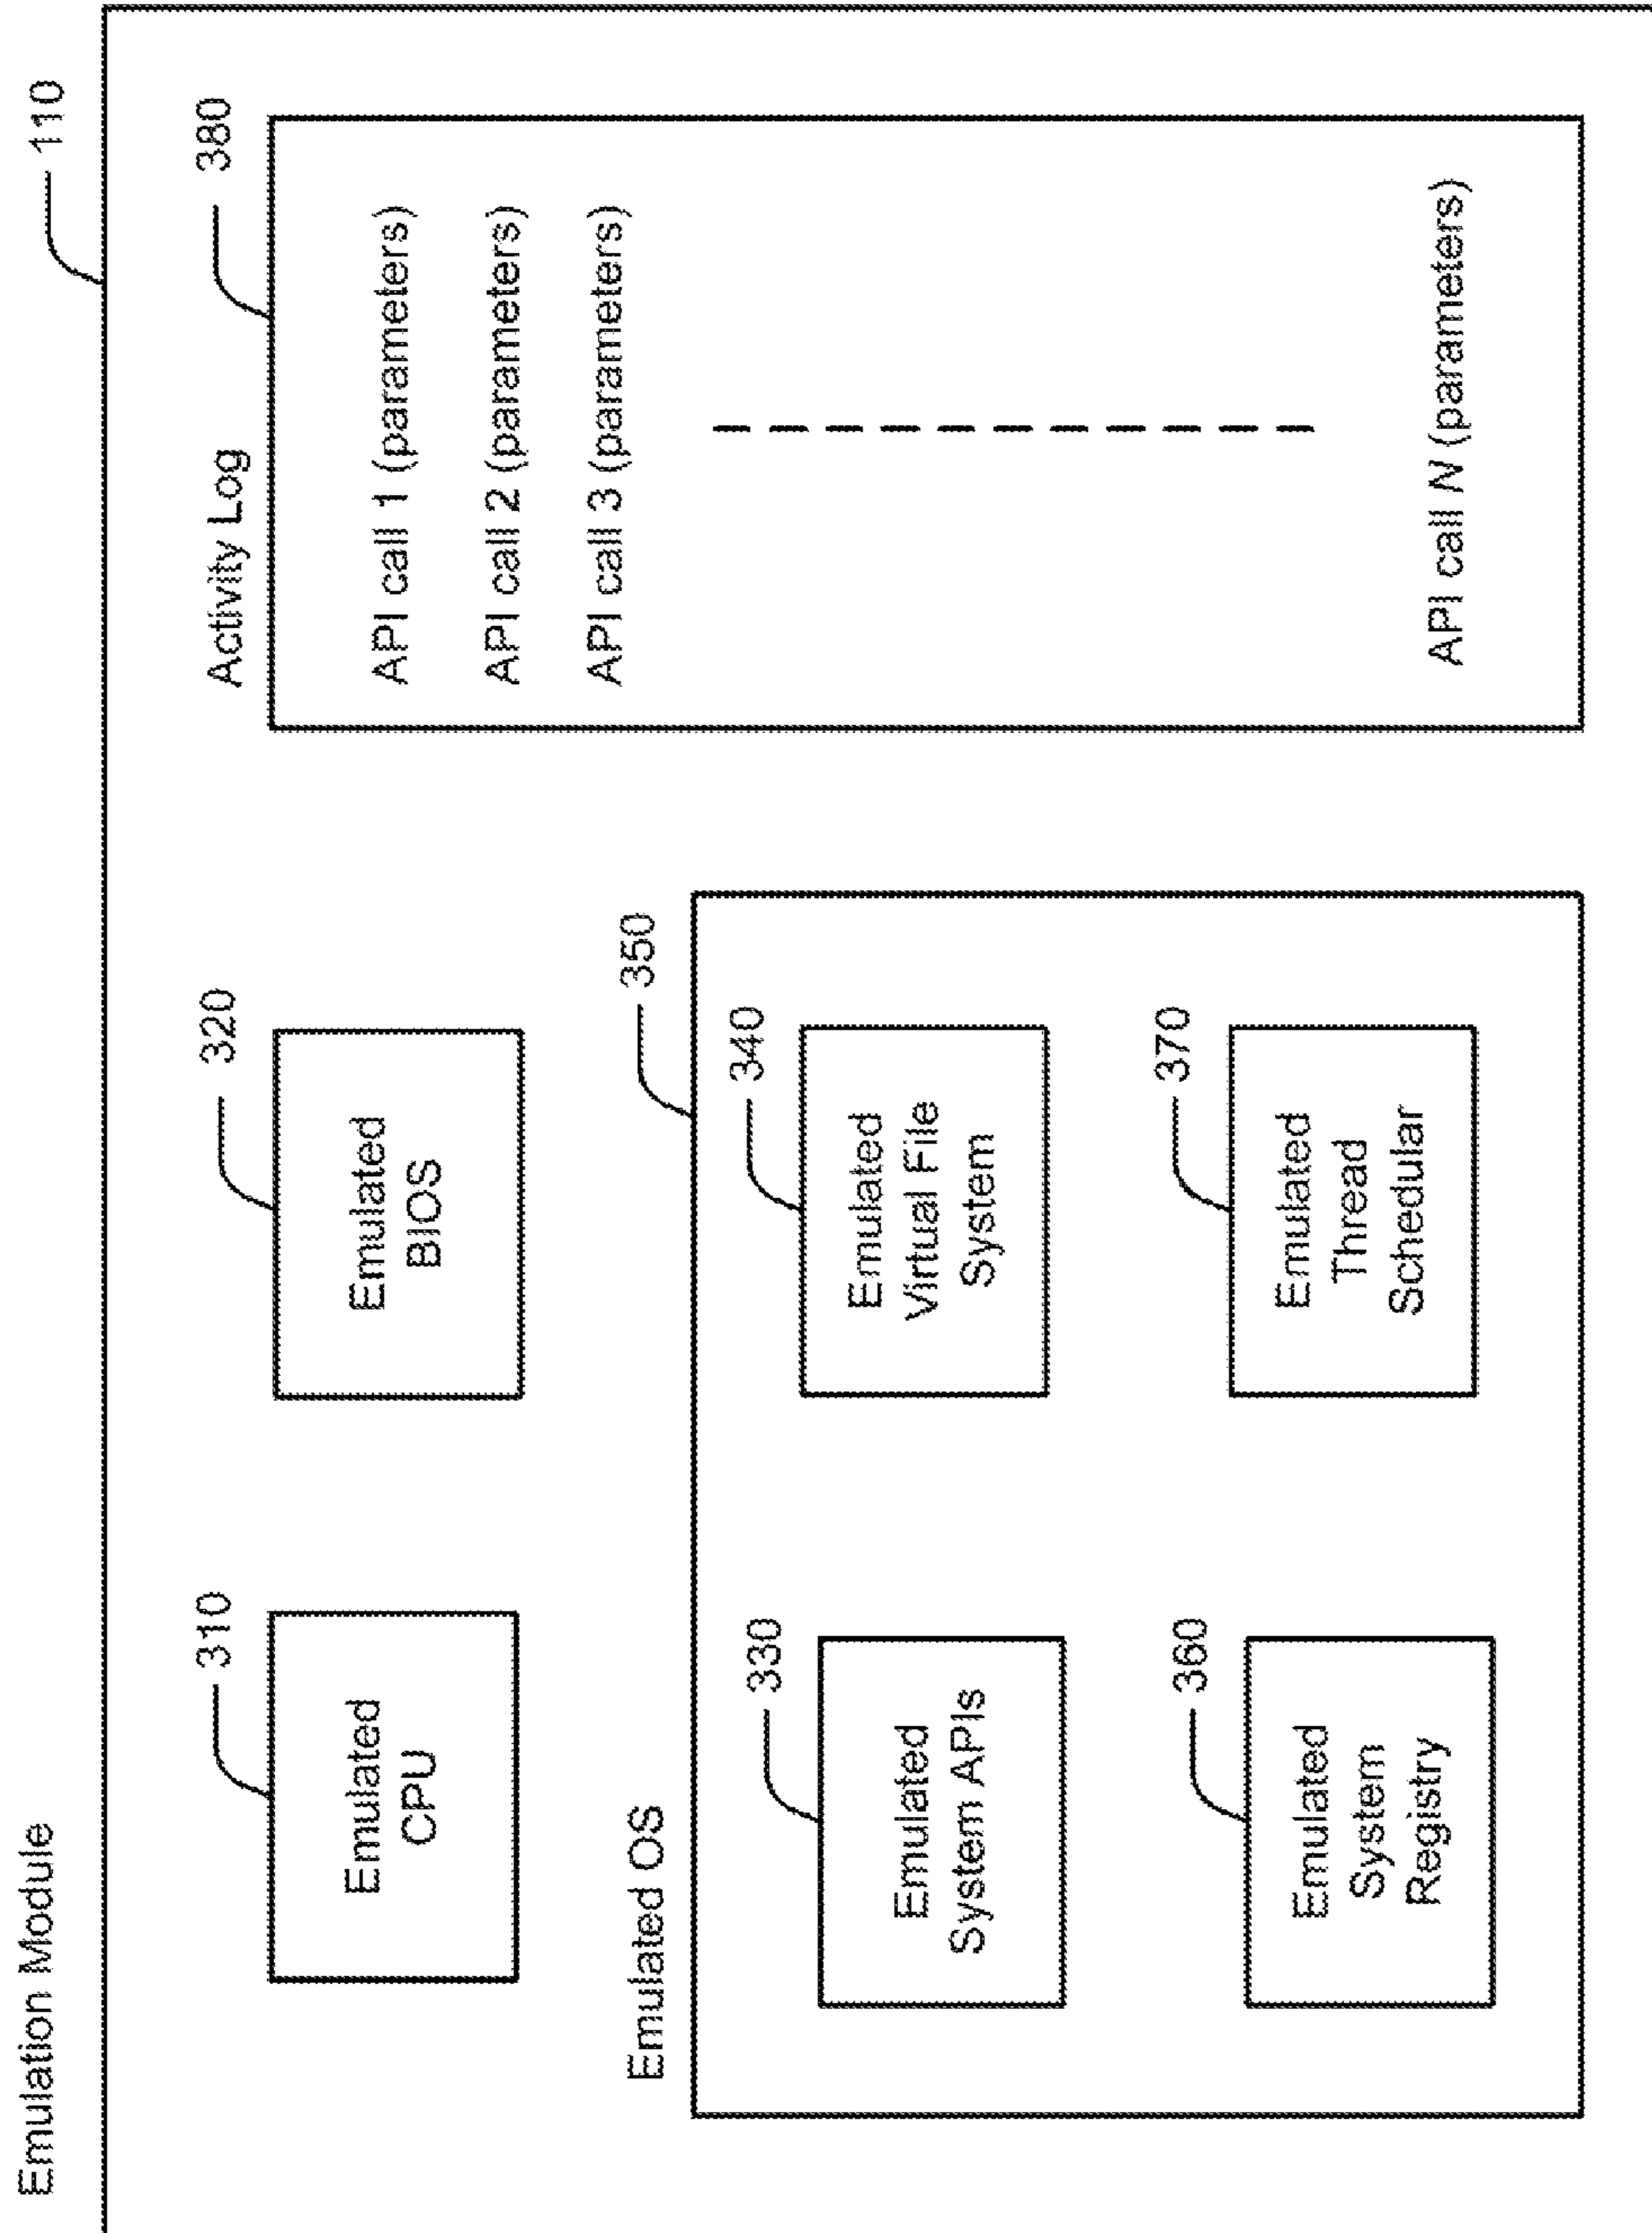 Emulation Module
110
310
Emulated
CPU
320
Emulated
BIOS
Activity Log
380
API call 1 (parameters)
API call 2 (parameters)
API call 3 (parameters)
API call N (parameters)
Emulated OS
350
330
Emulated
System APIs
340
Emulated
Virtual File
System
360
Emulated
System
Registry
370
Emulated
Thread
Schedular